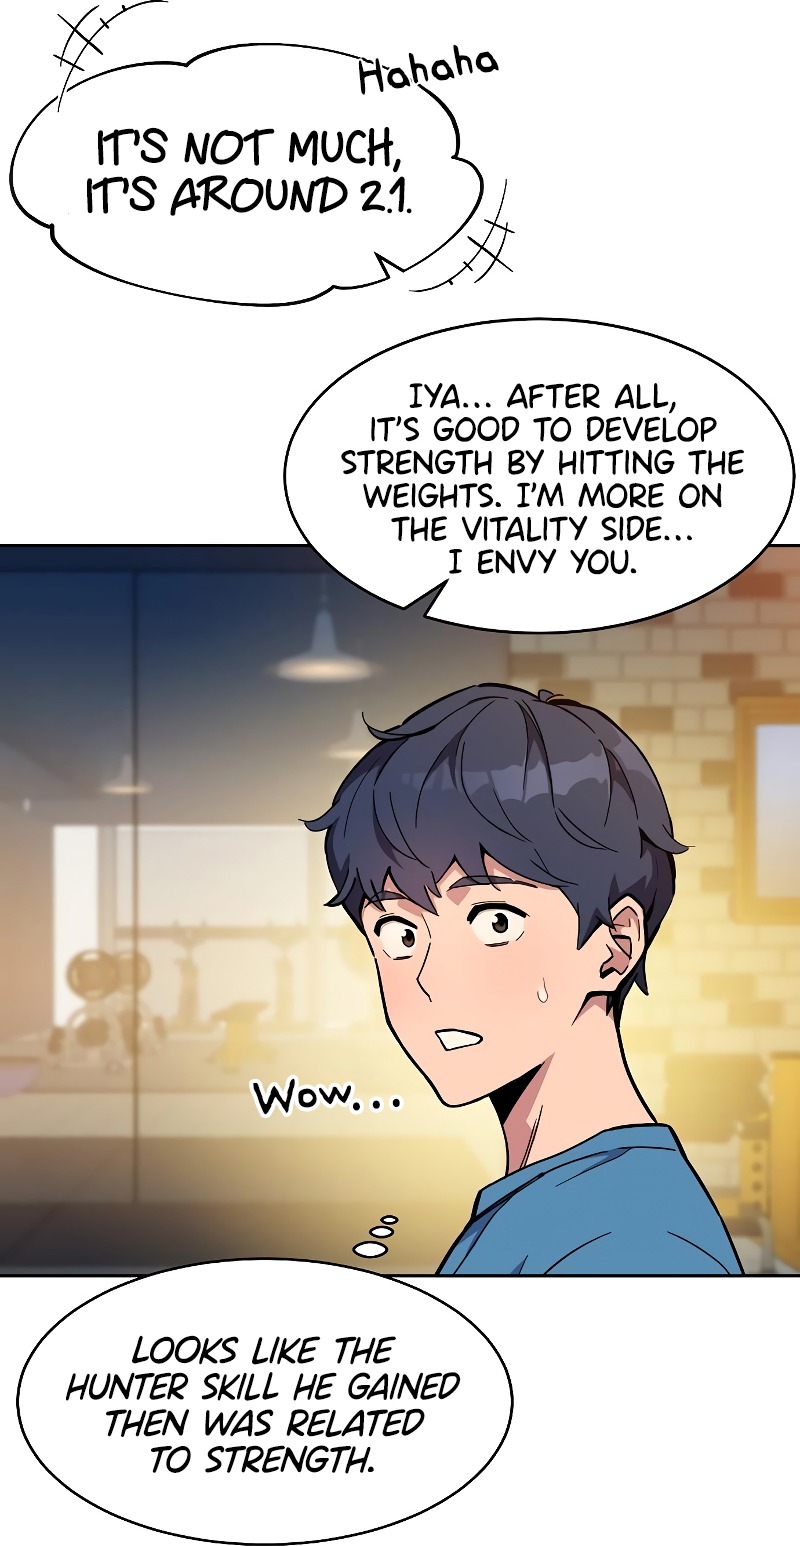 Hahaha
IT'S NOT MUCH,
IT'S AROUND 2.1.
IYA... AFTER ALL,
IT'S GOOD TO DEVELOP
STRENGTH BY HITTING THE
WEIGHTS. I'M MORE ON
THE VITALITY SIDE...
I ENVY YOU.
Wow...
LOOKS LIKE THE
HUNTER SKILL HE GAINED
THEN WAS RELATED
TO STRENGTH.